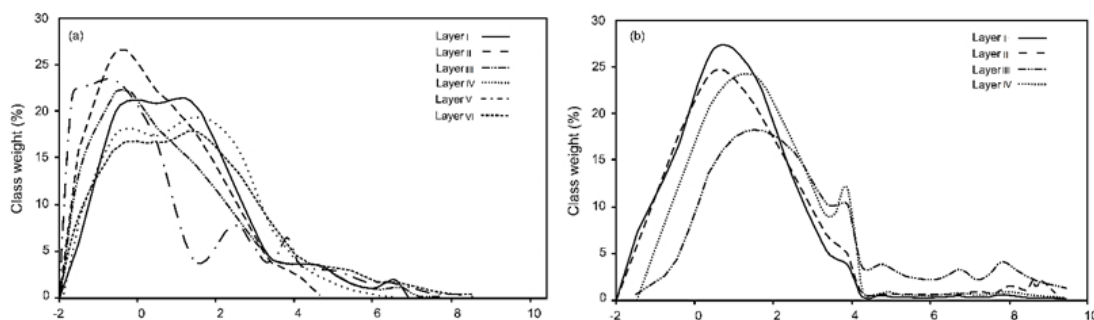 30
25
20
15
10
5
0
Class weight (%)
(a)
Layer I
Layer II
Layer III
Layer IV
Layer V
Layer VI
-2 0 2 4 6 8 10
30
25
20
15
10
5
0
Class weight (%)
(b)
Layer I
Layer II
Layer III
Layer IV
-2 0 2 4 6 8 10